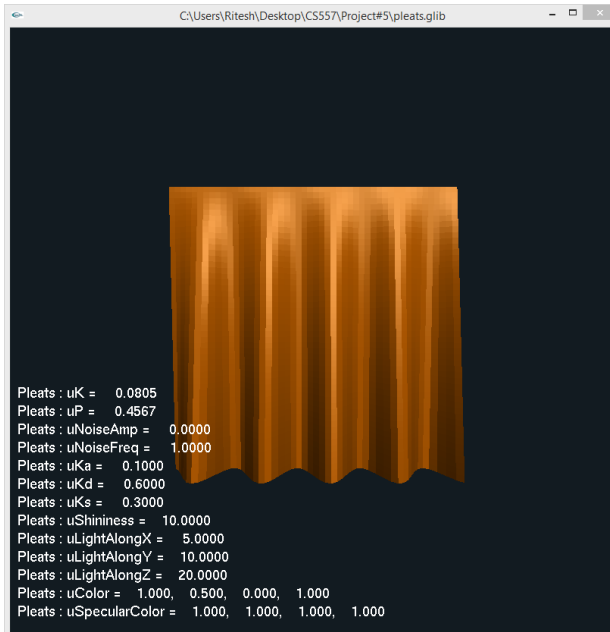 C:\Users\Ritesh\Desktop\CS557\Project#5\pleats.glib
Pleats : uK = 0.0805
Pleats : uP = 0.4567
Pleats : uNoiseAmp = 0.0000
Pleats : uNoiseFreq = 1.0000
Pleats : uKa = 0.1000
Pleats : uKd = 0.6000
Pleats : uKs = 0.3000
Pleats : uShininess = 10.0000
Pleats : uLightAlongX = 5.0000
Pleats : uLightAlongY = 10.0000
Pleats : uLightAlongZ = 20.0000
Pleats : uColor = 1.000, 0.500, 0.000, 1.000
Pleats : uSpecularColor = 1.000, 1.000, 1.000, 1.000